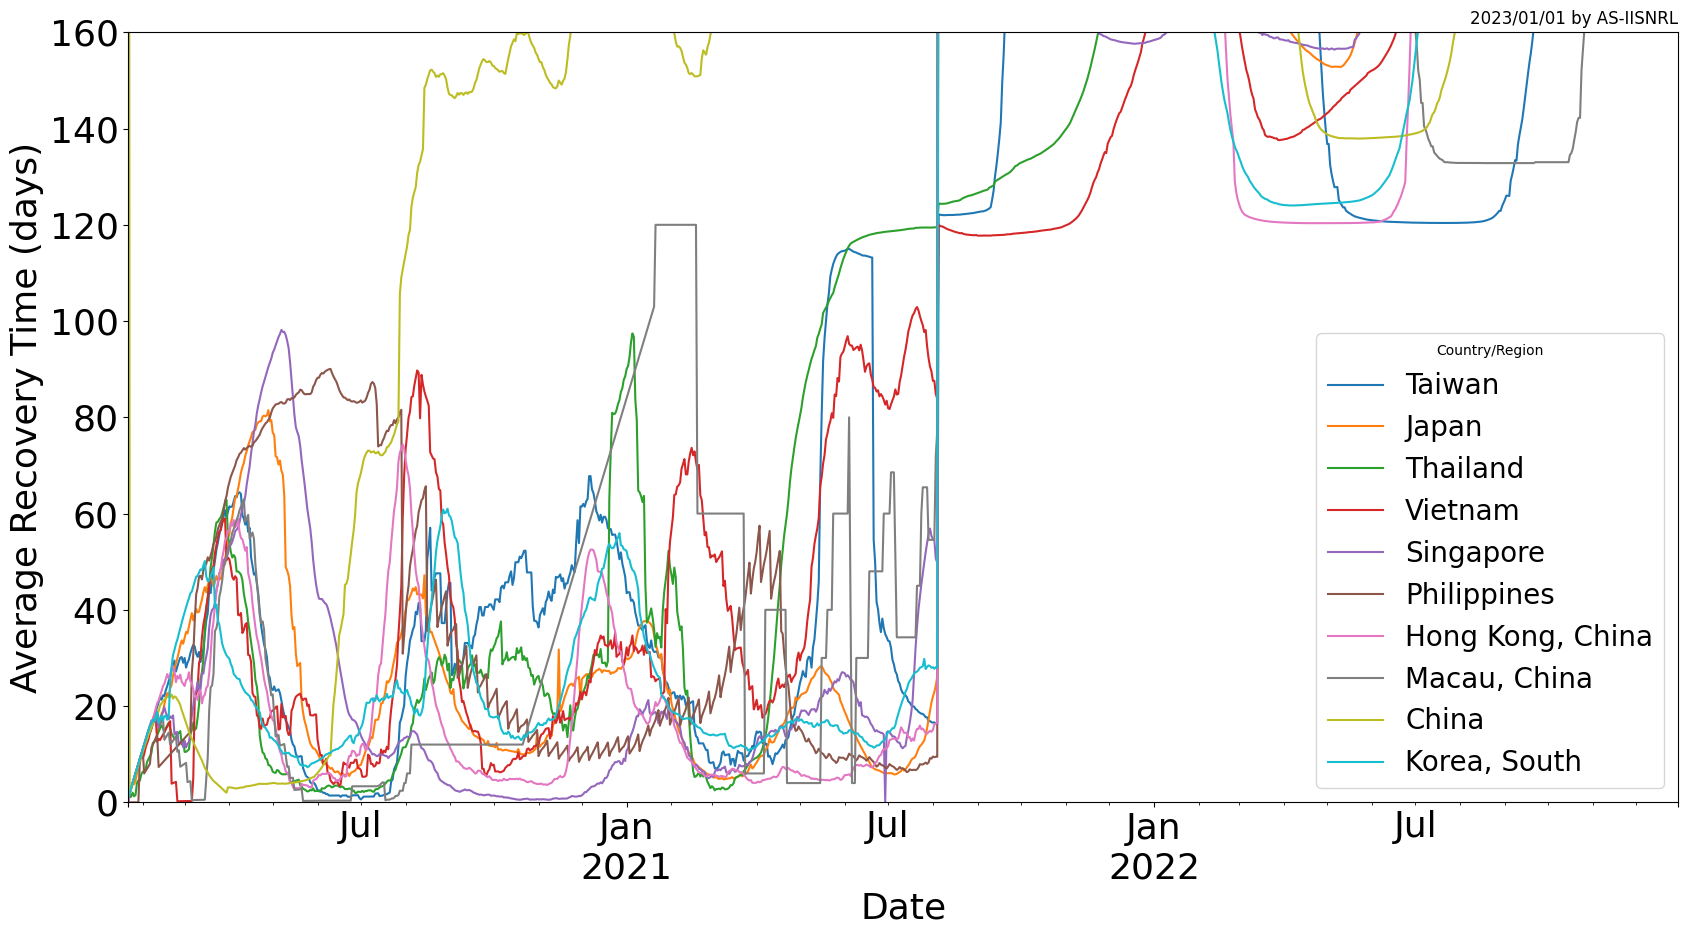 2023/01/01 by AS-IISNRL
Average Recovery Time (days)
160
140
120
100
80
60
40
20
0
Country/Region
Taiwan
Japan
Thailand
Vietnam
Singapore
Philippines
Hong Kong, China
Macau, China
China
Korea, South
Jul
Jan
2021
Jul
Jan
2022
Jul
Date